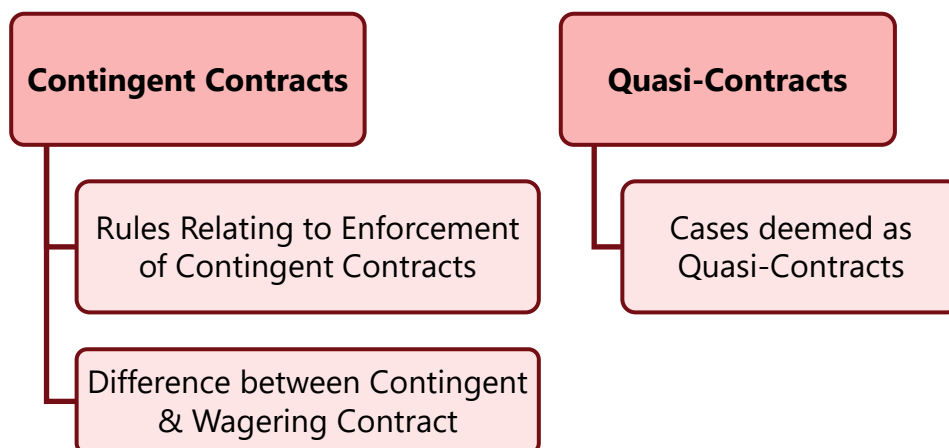 Contingent Contracts
Rules Relating to Enforcement
of Contingent Contracts
Difference between Contingent
& Wagering Contract
Quasi-Contracts
Cases deemed as
Quasi-Contracts